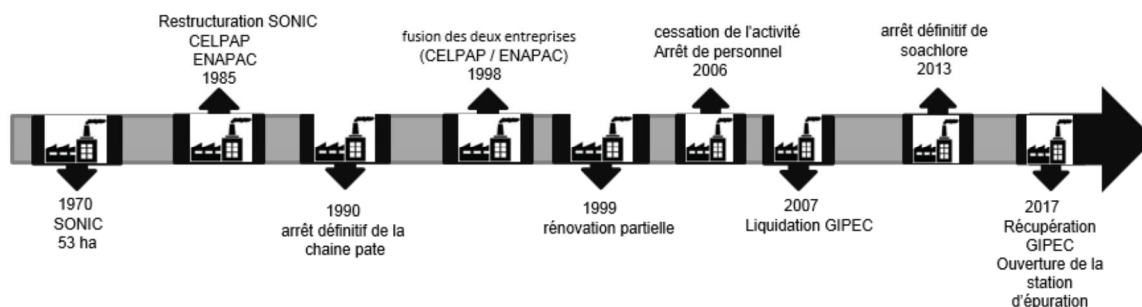 Restructuration SONIC
CELPAP
ENAPAC
1985
fusion des deux entreprises
(CELPAP / ENAPAC)
1998
cessation de l'activité
Arrêt de personnel
2006
arrêt définitif de
soachlore
2013
1970
SONIC
53 ha
1990
arrêt définitif de la
chaine pate
1999
rénovation partielle
2007
Liquidation GIPEC
2017
Récupération
GIPEC
Ouverture de la
station
d'épuration